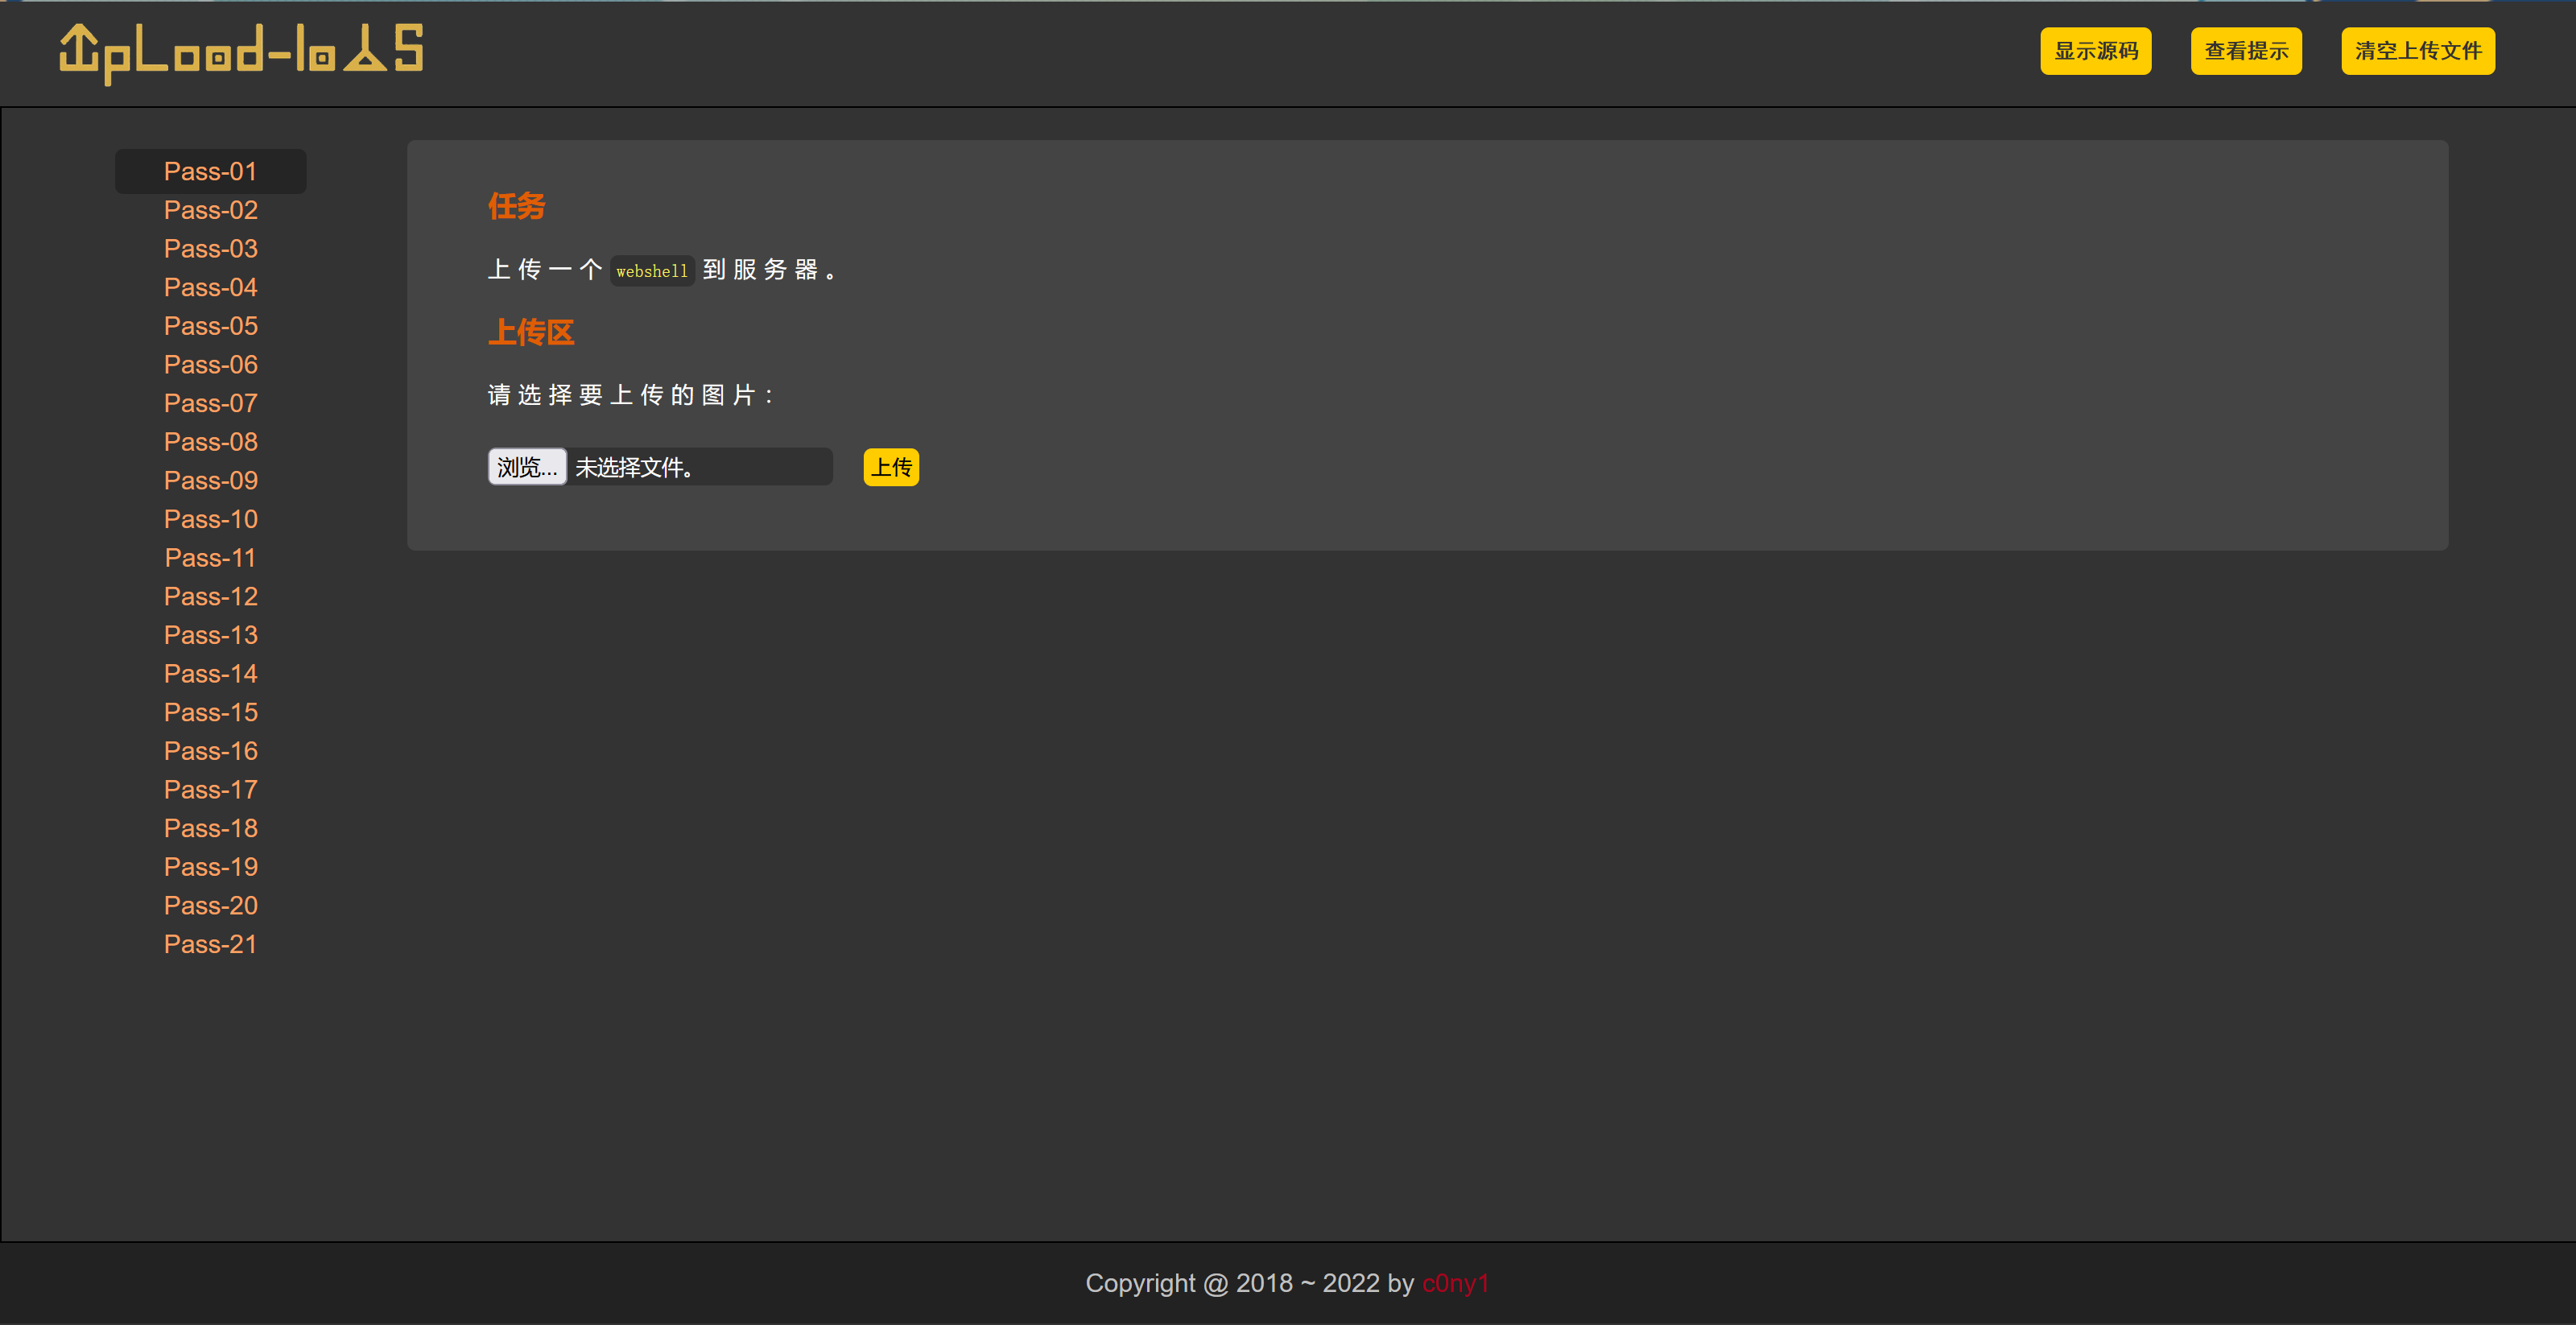 UpLoad-labs
显示源码 查看提示 清空上传文件
Pass-01
Pass-02
Pass-03
Pass-04
Pass-05
Pass-06
Pass-07
Pass-08
Pass-09
Pass-10
Pass-11
Pass-12
Pass-13
Pass-14
Pass-15
Pass-16
Pass-17
Pass-18
Pass-19
Pass-20
Pass-21
任务
上传一个 webshell 到服务器。
上传区
请选择要上传的图片：
浏览... 未选择文件。 上传
Copyright @ 2018 ~ 2022 by c0ny1